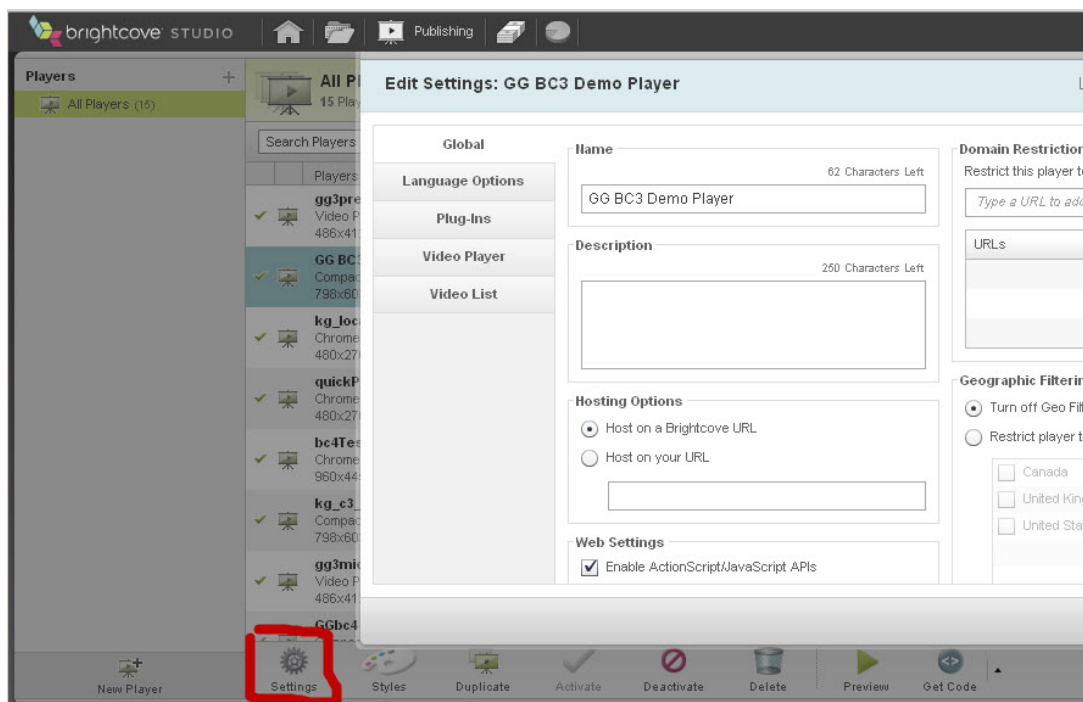 brightcove STUDIO
Publishing
Players
All Players (15)
All Pl
15 Play
Search Players
Players
gg3pre
Video P
486x41
GG BC3
Compac
798x60
kg_loc
Chrome
480x27
quickP
Chrome
480x27
bc4Tes
Chrome
960x44
kg_c3_
Compac
798x60
gg3mic
Video P
486x41
GGbc4
Edit Settings: GG BC3 Demo Player
Global
Language Options
Plug-Ins
Video Player
Video List
Name
62 Characters Left
GG BC3 Demo Player
Description
250 Characters Left
Hosting Options
Host on a Brightcove URL
Host on your URL
Web Settings
Enable ActionScript/JavaScript APIs
Domain Restriction
Restrict this player to
Type a URL to add
URLs
Geographic Filterin
Turn off Geo Filt
Restrict player t
Canada
United King
United Sta
New Player
Settings
Styles
Duplicate
Activate
Deactivate
Delete
Preview
Get Code